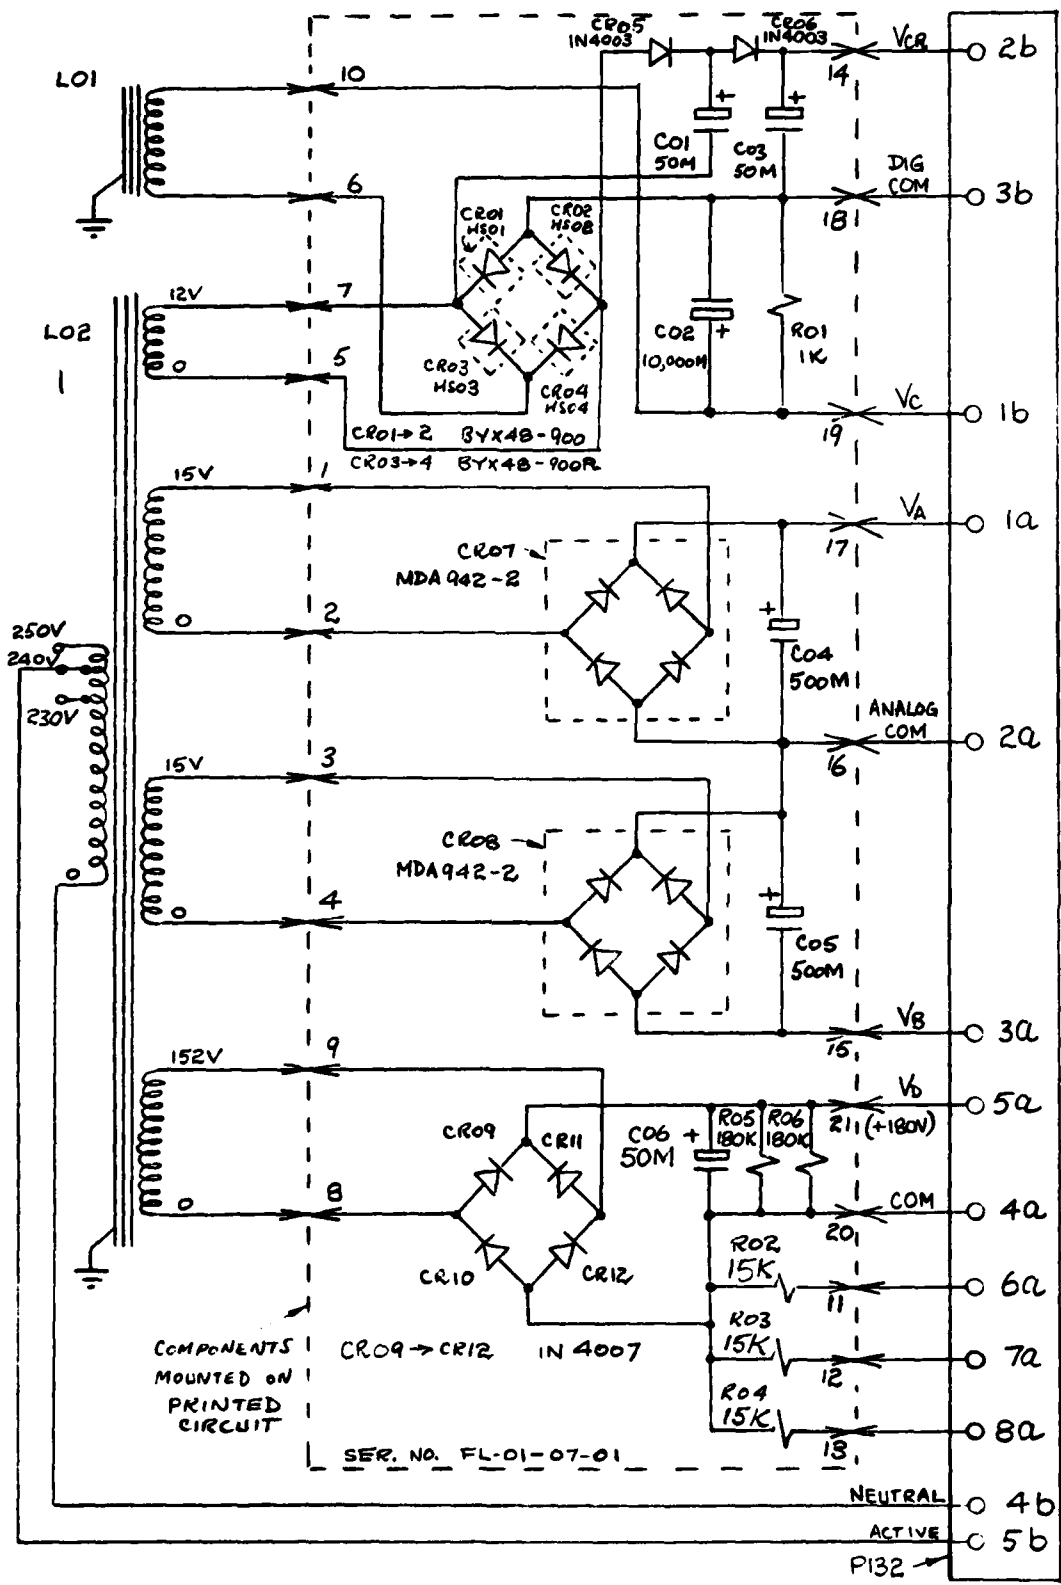 CR05
1N4003
CR06
1N4003
VCR
2b
14
L01
10
+
+
C01
50M
C03
50M
6
DIG
COM
3b
18
CR01
HS01
CR02
HS02
12V
7
L02
C02
+
10,000M
R01
1K
0
5
CR03
HS03
CR04
HS04
VC
1b
19
CR01→2 BYX48-900
CR03→4 BYX48-900R
15V
1
VA
1a
17
CR07
MDA942-2
0
2
+
C04
500M
250V
240V
230V
ANALOG
COM
2a
16
15V
3
CR08
MDA942-2
0
0
4
+
C05
500M
VB
3a
15
152V
9
VD
5a
21 (+180V)
C06 +
50M
R05
180K
R06
180K
CR09
CR11
0
8
COM
4a
20
CR10
CR12
R02
15K
6a
11
R03
15K
7a
12
R04
15K
8a
13
COMPONENTS
MOUNTED ON
PRINTED
CIRCUIT
CR09→CR12 IN 4007
SER. NO. FL-01-07-01
NEUTRAL
4b
ACTIVE
5b
P132